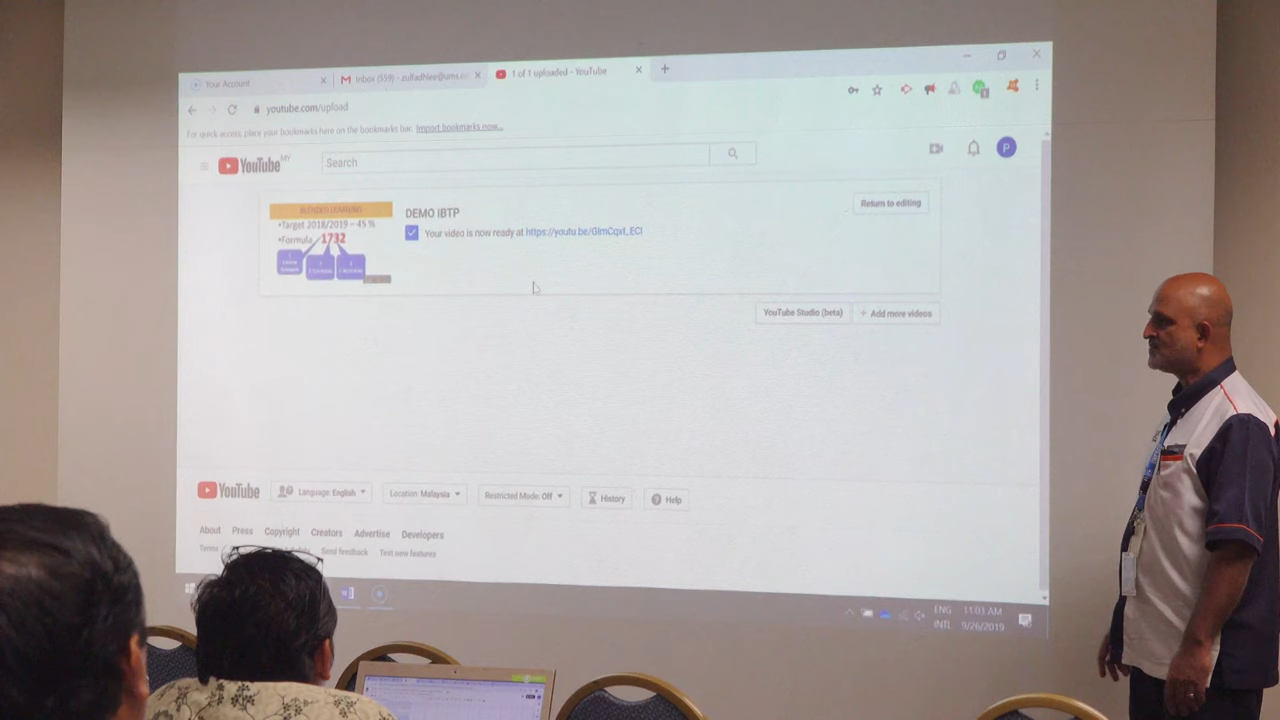 Your Account
Inbox (559) - zulfadhlee@ums.e
1 of 1 uploaded - YouTube
youtube.com/upload
For quick access, place your bookmarks here on the bookmarks bar. Import bookmarks now...
YouTube MY
Search
P
BLENDED LEARNING
•Target 2018/2019 – 45 %
•Formula 1732
DEMO IBTP
Your video is now ready at https://youtu.be/GlmCqxt_ECI
Return to editing
YouTube Studio (beta)
+ Add more videos
YouTube
Language: English
Location: Malaysia
Restricted Mode: Off
History
Help
About Press Copyright Creators Advertise Developers
Terms Send feedback Test new features
ENG 11:03 AM
INTL 9/26/2019